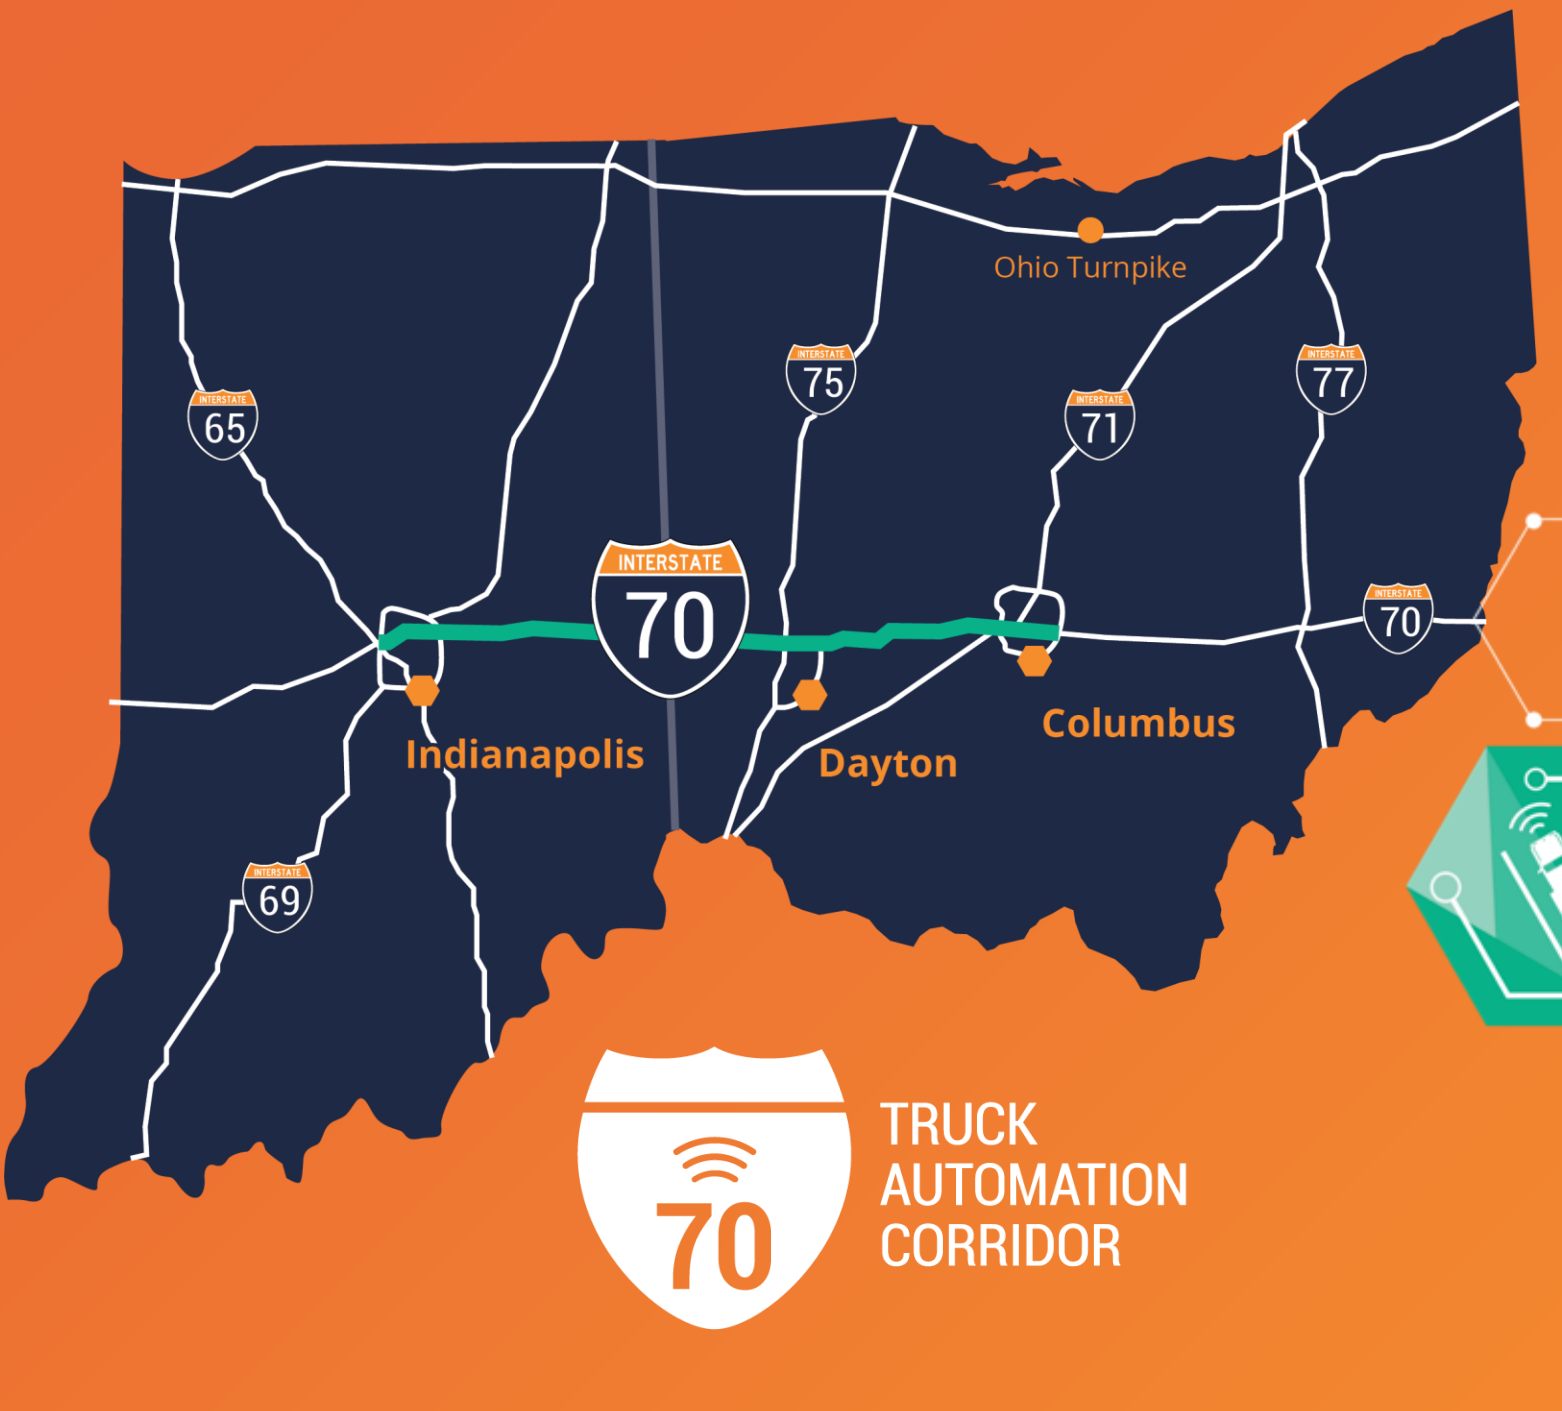 Ohio Turnpike
INTERSTATE
75
INTERSTATE
77
INTERSTATE
65
INTERSTATE
71
INTERSTATE
70
INTERSTATE
70
Columbus
Indianapolis
Dayton
INTERSTATE
69
70
TRUCK
AUTOMATION
CORRIDOR